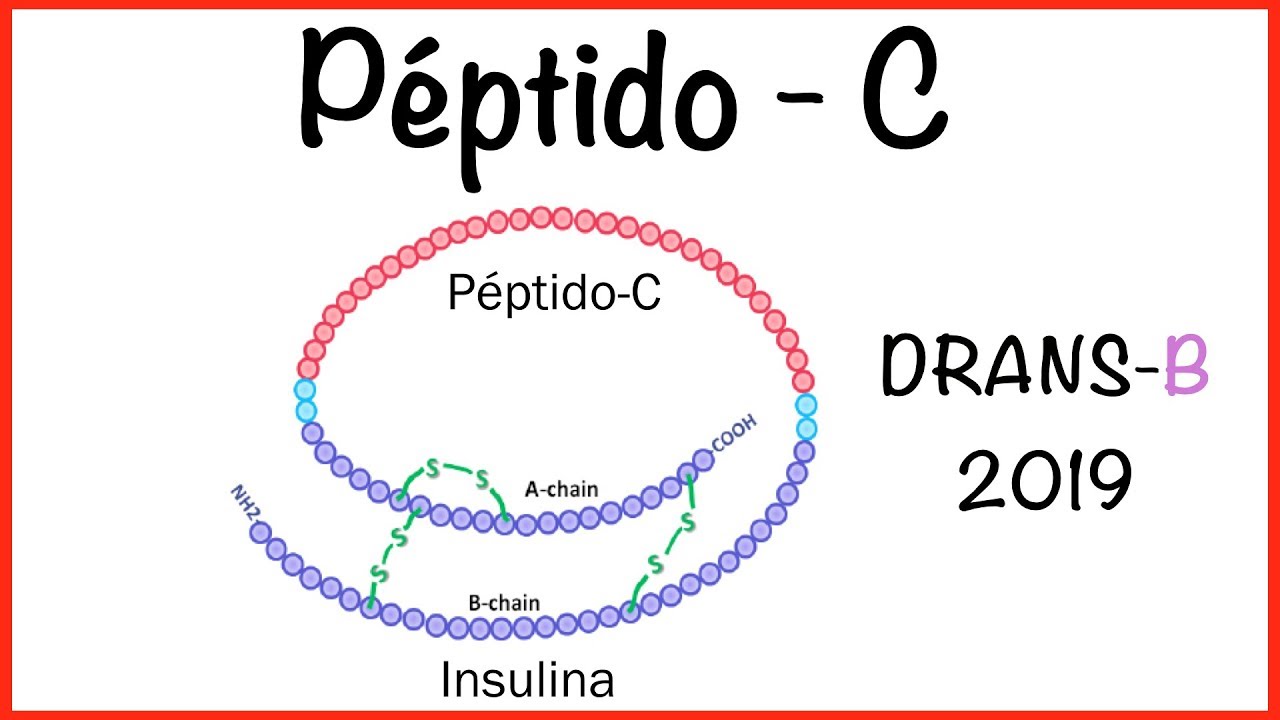 Péptido - C
Péptido-C
DRANS-B
2019
COOH
S S
A-chain
NH2
S
S
S
S
B-chain
Insulina